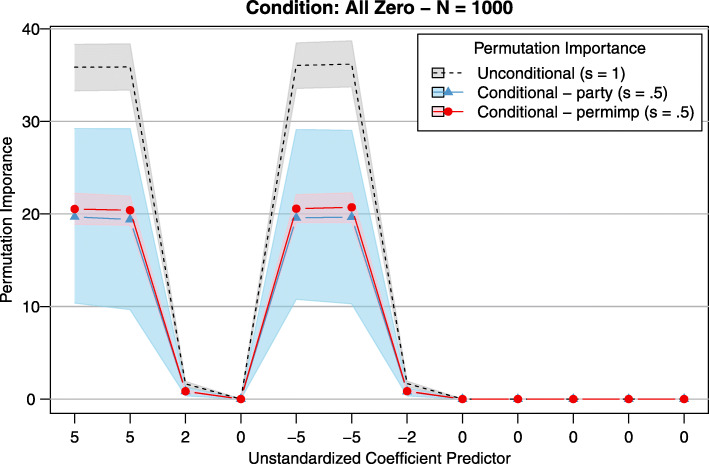 Condition: All Zero − N = 1000
Permutation Imporance
40
30
20
10
0
Permutation Importance
Unconditional (s = 1)
Conditional − party (s = .5)
Conditional − permimp (s = .5)
5 5 2 0 −5 −5 −2 0 0 0 0 0
Unstandardized Coefficient Predictor